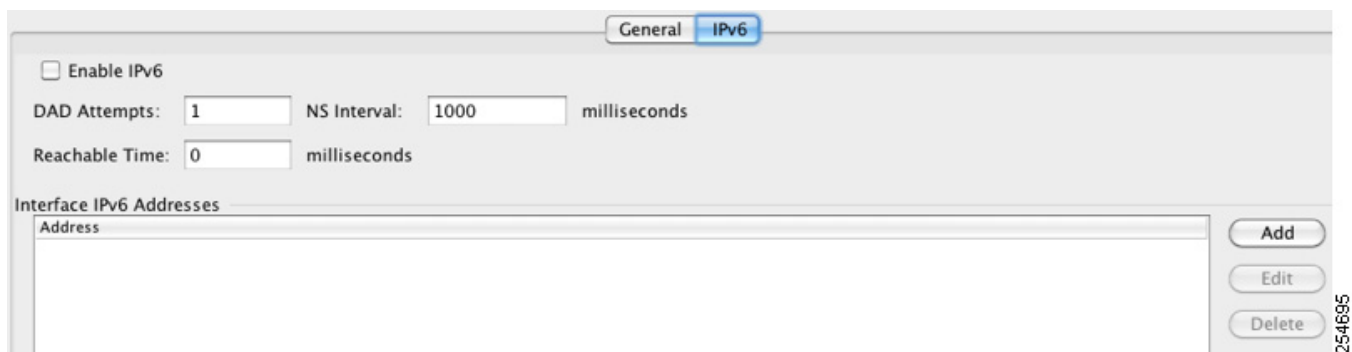 General IPv6
Enable IPv6
DAD Attempts: 1 NS Interval: 1000 milliseconds
Reachable Time: 0 milliseconds
Interface IPv6 Addresses
Address
Add
Edit
Delete
254695